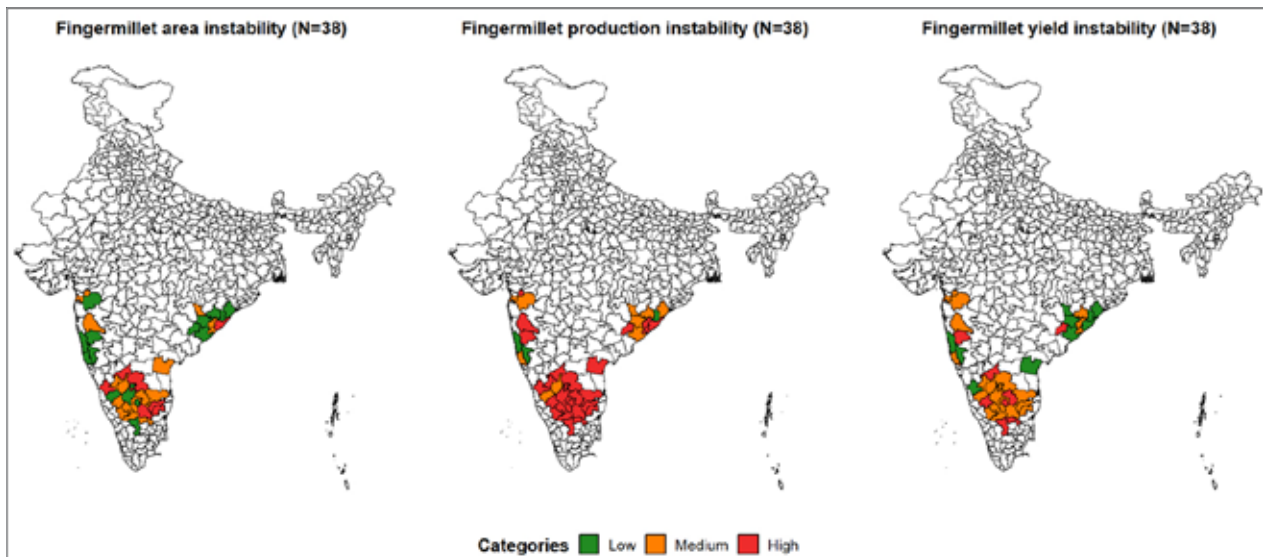 Fingermillet area instability (N=38)
Fingermillet production instability (N=38)
Fingermillet yield instability (N=38)
Categories Low Medium High